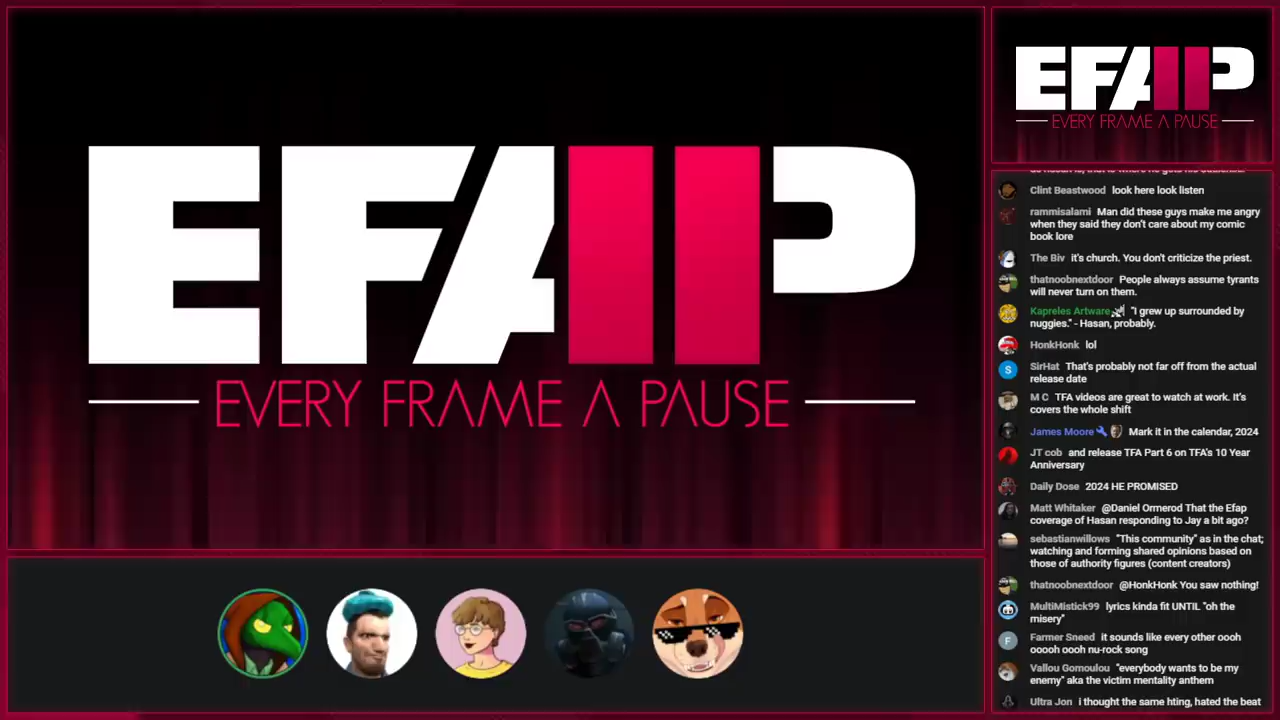 EFAP
EVERY FRAME A PAUSE
EFAP
EVERY FRAME A PAUSE
Clint Beastwood look here look listen
rammisalami Man did these guys make me angry
when they said they don't care about my comic
book lore
The Biv it's church. You don't criticize the priest.
thatnoobnextdoor People always assume tyrants
will never turn on them.
Kapreles Artware "I grew up surrounded by
nuggies." - Hasan, probably.
HonkHonk lol
S
SirHat That's probably not far off from the actual
release date
M C TFA videos are great to watch at work. It's
covers the whole shift
James Moore Mark it in the calendar, 2024
JT cob and release TFA Part 6 on TFA's 10 Year
Anniversary
Daily Dose 2024 HE PROMISED
Matt Whitaker @Daniel Ormerod That the Efap
coverage of Hasan responding to Jay a bit ago?
sebastianwillows "This community" as in the chat;
watching and forming shared opinions based on
those of authority figures (content creators)
thatnoobnextdoor @HonkHonk You saw nothing!
MultiMistick99 lyrics kinda fit UNTIL "oh the
misery"
F
Farmer Sneed it sounds like every other oooh
ooooh oooh nu-rock song
Vallou Gomoulou "everybody wants to be my
enemy" aka the victim mentality anthem
Ultra Jon i thought the same hting, hated the beat